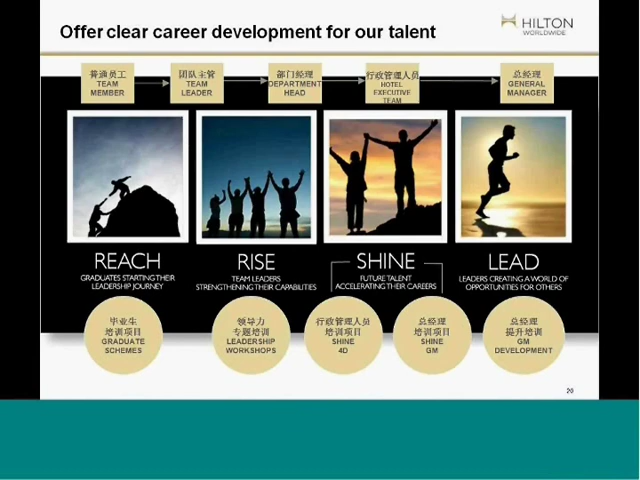 Offer clear career development for our talent
HILTON
WORLDWIDE
普通员工
TEAM
MEMBER
团队主管
TEAM
LEADER
部门经理
DEPARTMENT
HEAD
行政管理人员
HOTEL
EXECUTIVE
TEAM
总经理
GENERAL
MANAGER
REACH
GRADUATES STARTING THEIR
LEADERSHIP JOURNEY
RISE
TEAM LEADERS
STRENGTHENING THEIR CAPABILITIES
SHINE
FUTURE TALENT
ACCELERATING THEIR CAREERS
LEAD
LEADERS CREATING A WORLD OF
OPPORTUNITIES FOR OTHERS
毕业生
培训项目
GRADUATE
SCHEMES
领导力
专题培训
LEADERSHIP
WORKSHOPS
行政管理人员
培训项目
SHINE
4D
总经理
培训项目
SHINE
GM
总经理
提升培训
GM
DEVELOPMENT
20